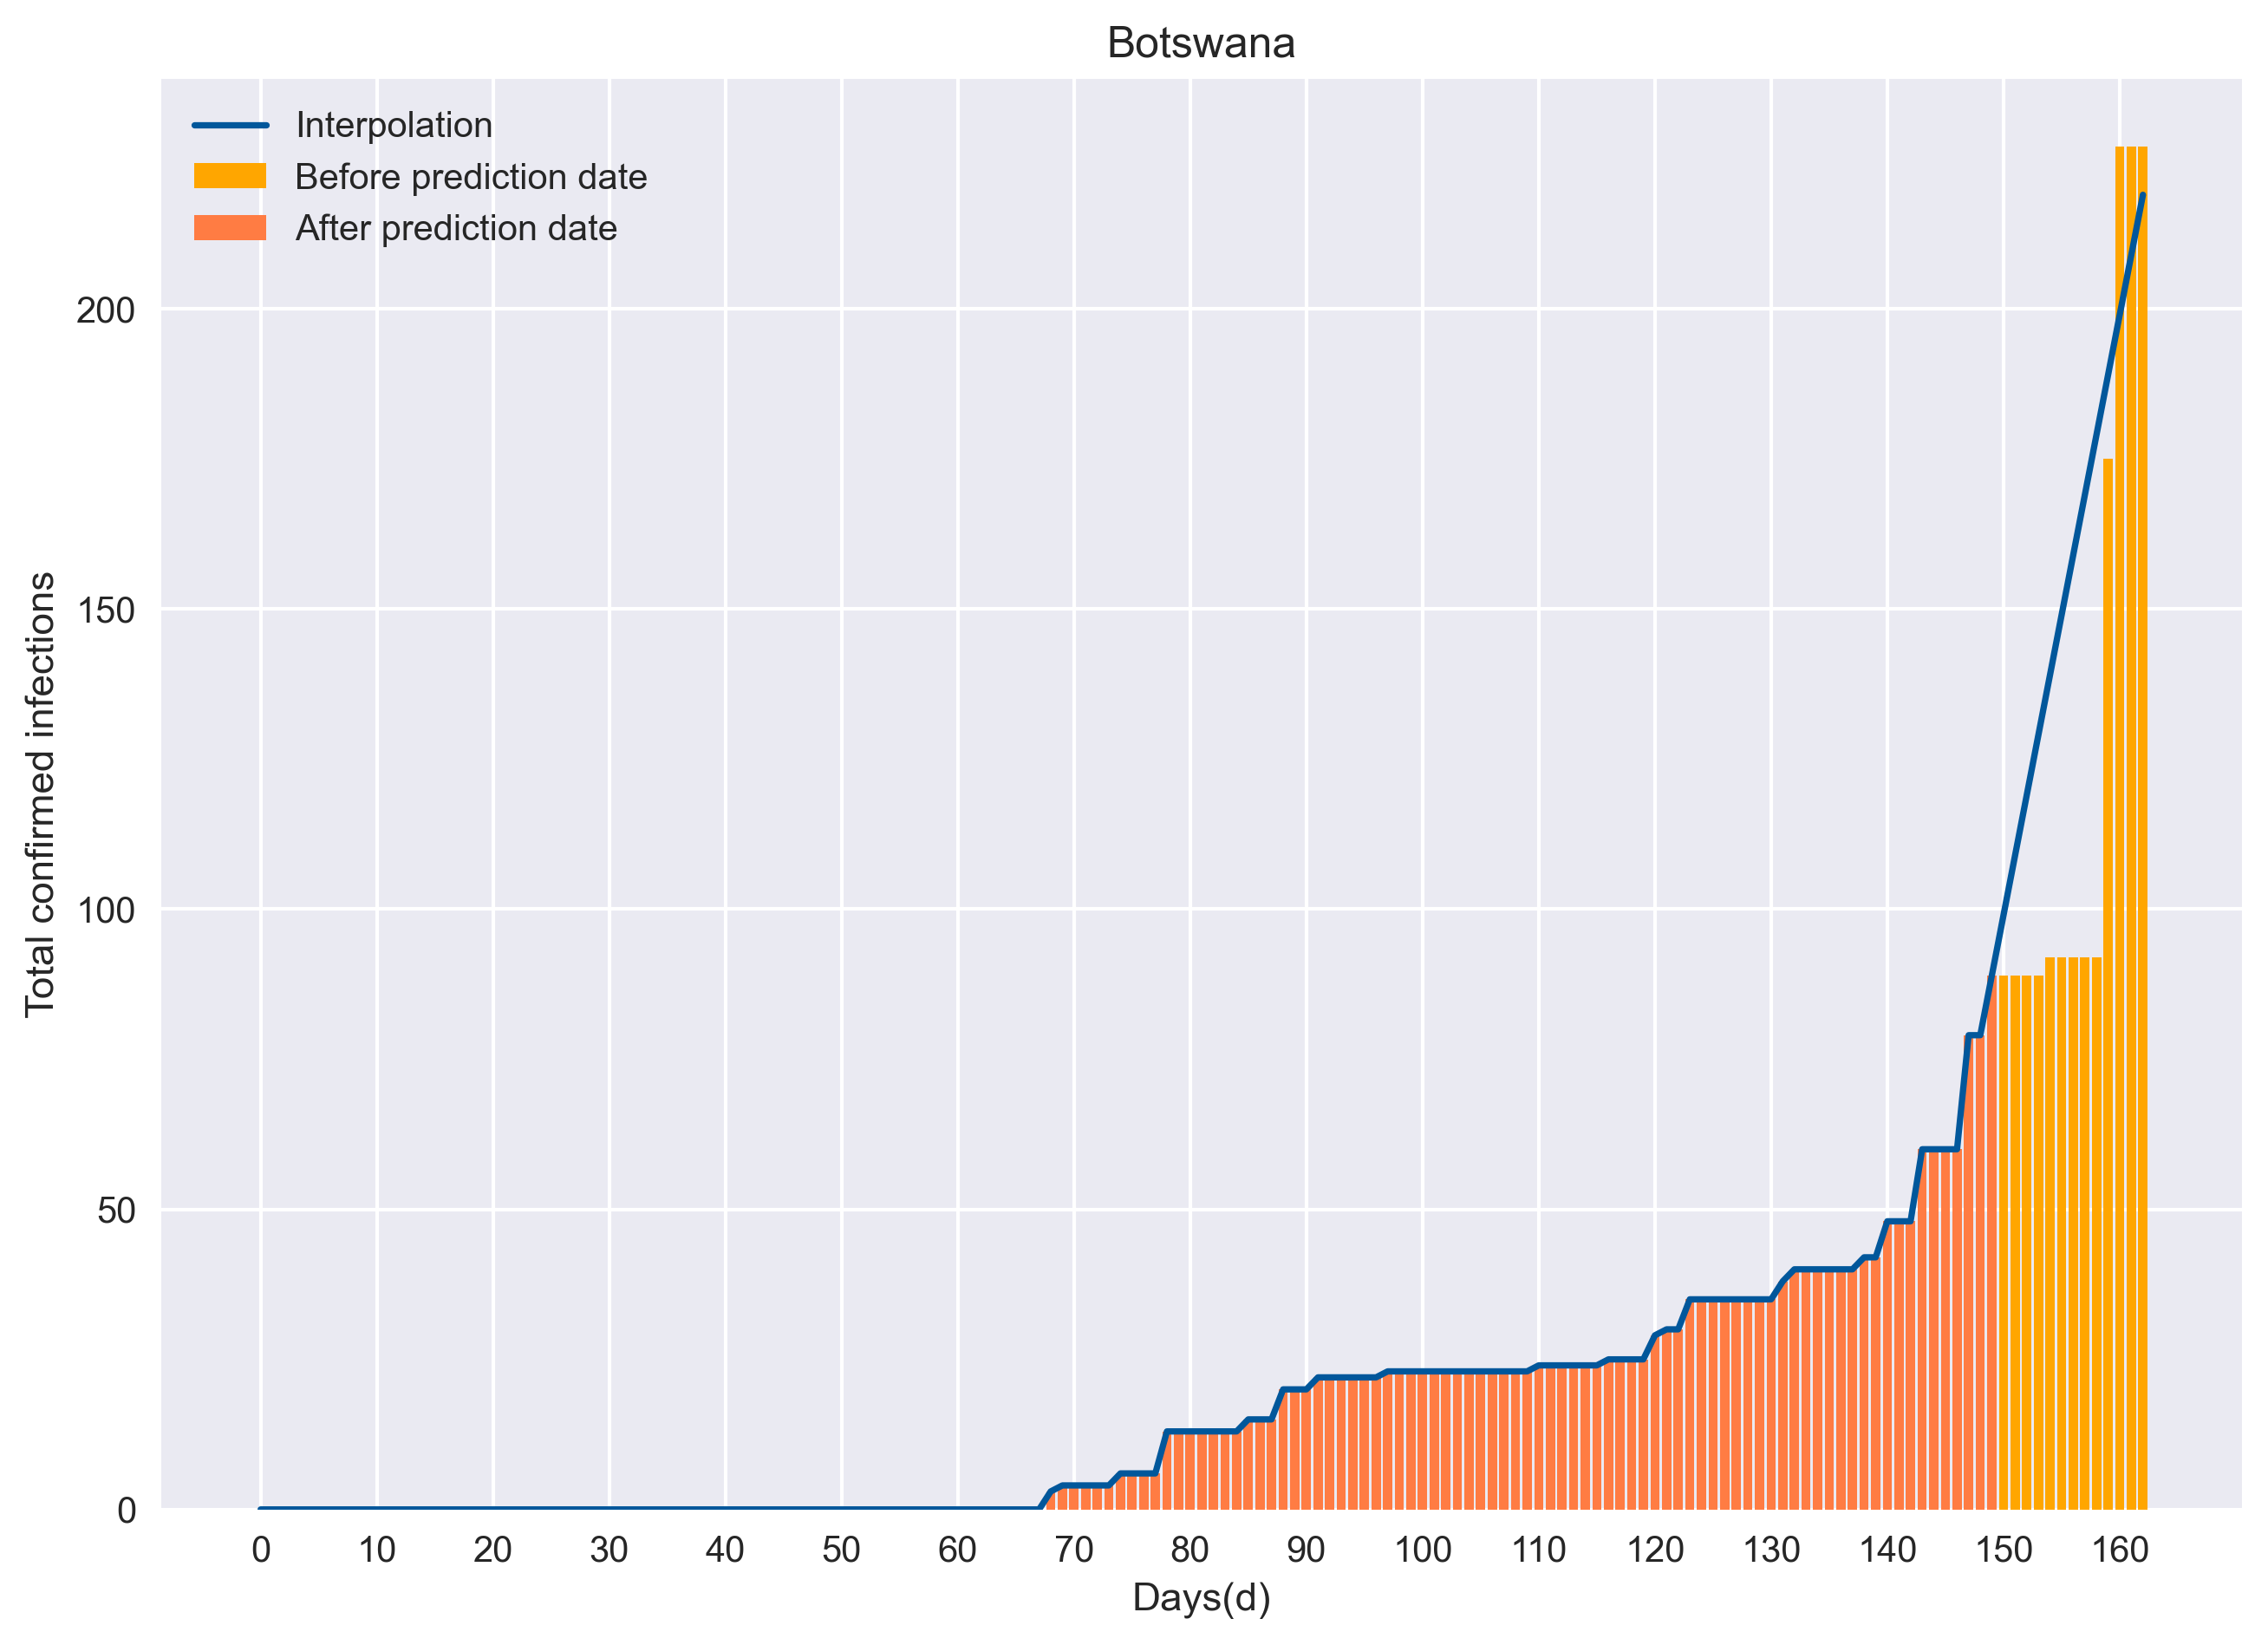 Botswana
Interpolation
Before prediction date
After prediction date
Total confirmed infections
200
150
100
50
0
0 10 20 30 40 50 60 70 80 90 100 110 120 130 140 150 160
Days(d)